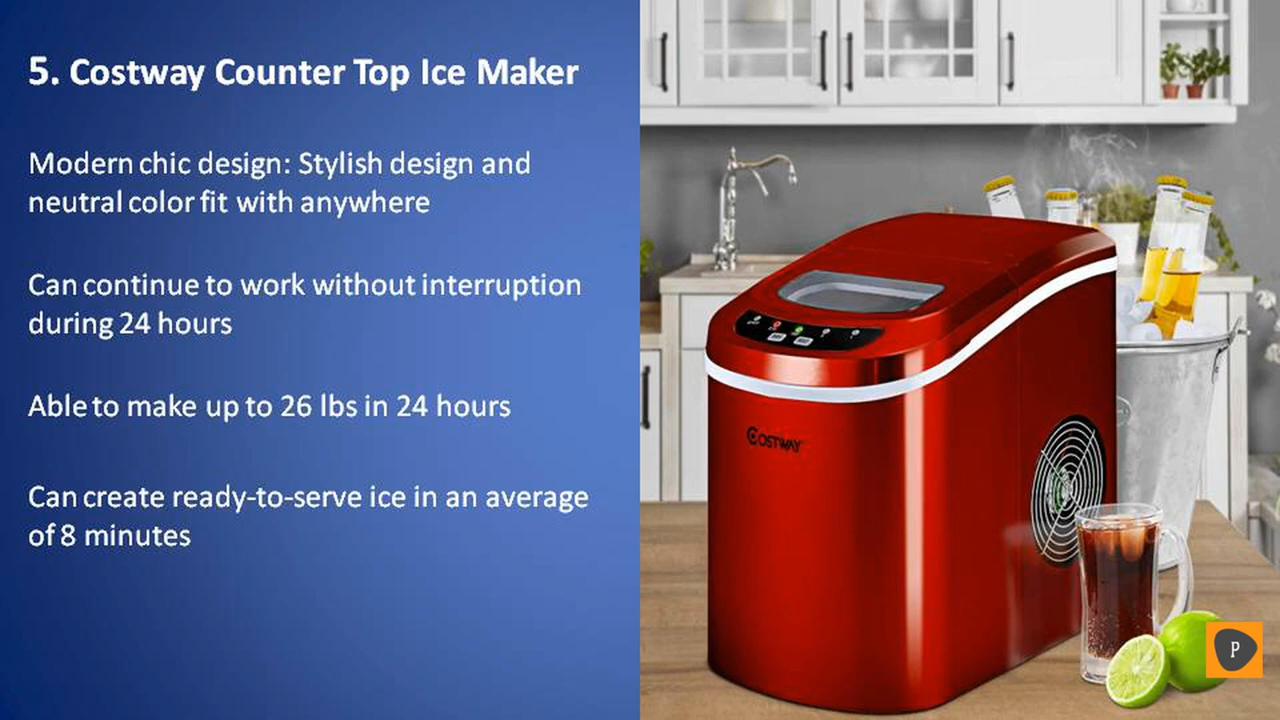 5. Costway Counter Top Ice Maker
Modern chic design: Stylish design and
neutral color fit with anywhere
Can continue to work without interruption
during 24 hours
Able to make up to 26 lbs in 24 hours
Can create ready-to-serve ice in an average
of 8 minutes
COSTWAY
P